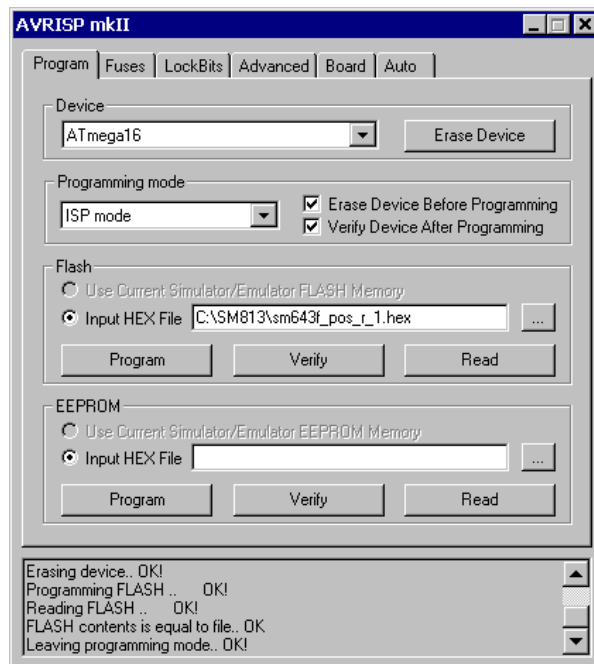 AVRISP mkII
Program Fuses LockBits Advanced Board Auto
Device
ATmega16 Erase Device
Programming mode
ISP mode Erase Device Before Programming
Verify Device After Programming
Flash
Use Current Simulator/Emulator FLASH Memory
Input HEX File C:\SM813\sm643f_pos_r_1.hex ...
Program Verify Read
EEPROM
Use Current Simulator/Emulator EEPROM Memory
Input HEX File ...
Program Verify Read
Erasing device.. OK!
Programming FLASH .. OK!
Reading FLASH .. OK!
FLASH contents is equal to file.. OK
Leaving programming mode.. OK!